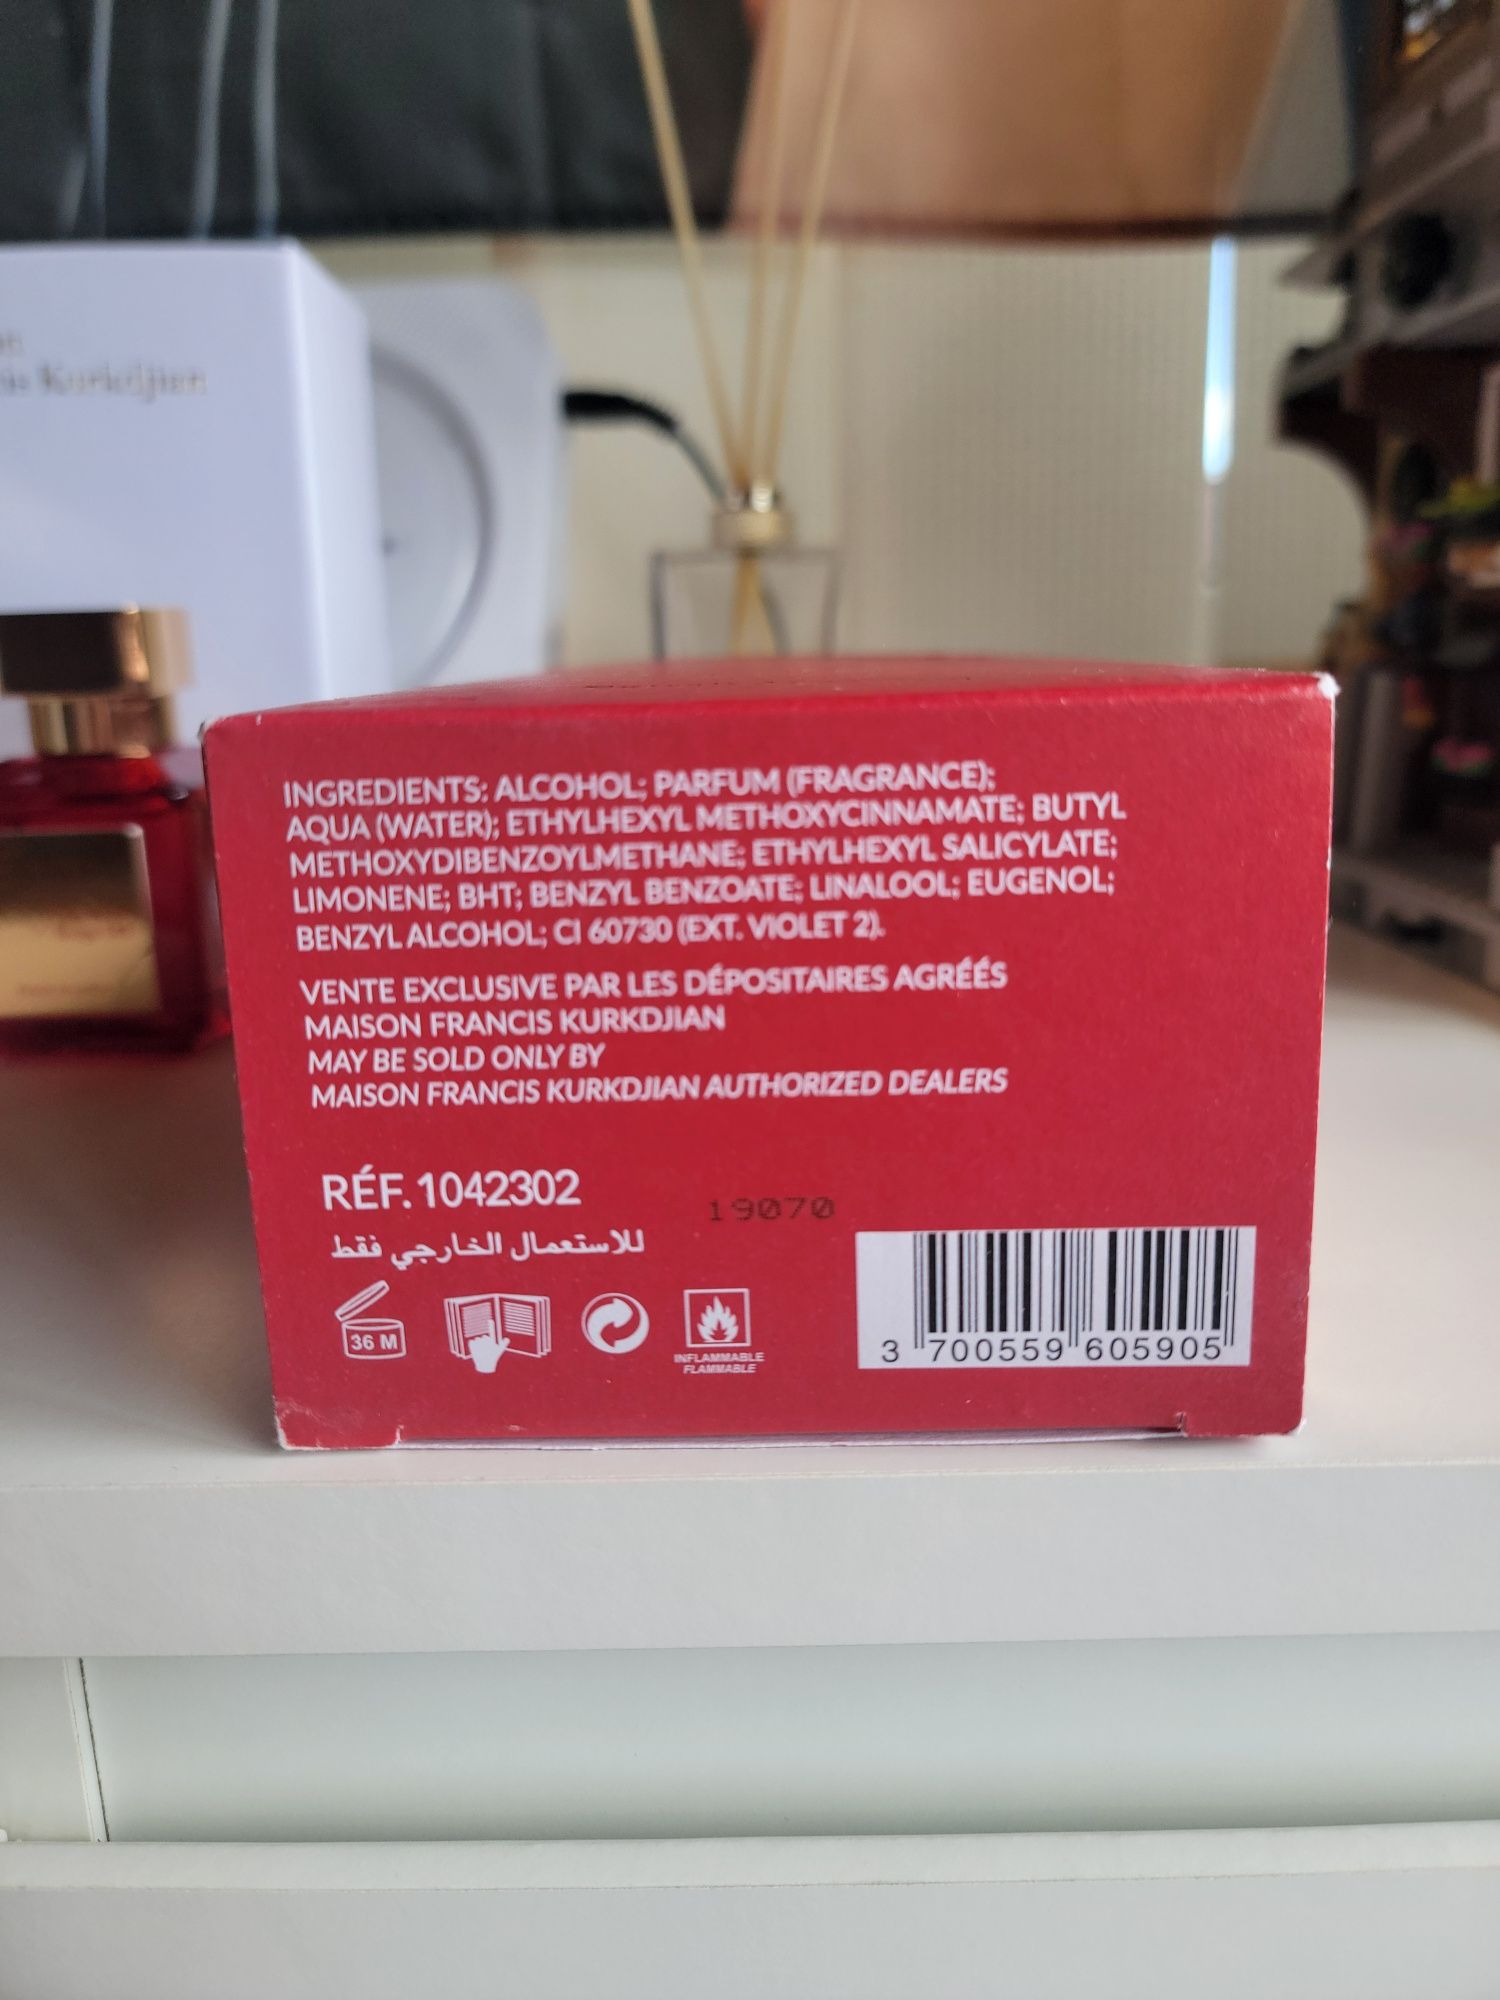 Kurkdjian
INGREDIENTS: ALCOHOL; PARFUM (FRAGRANCE);
AQUA (WATER); ETHYLHEXYL METHOXYCINNAMATE; BUTYL
METHOXYDIBENZOYLMETHANE; ETHYLHEXYL SALICYLATE;
LIMONENE; BHT; BENZYL BENZOATE; LINALOOL; EUGENOL;
BENZYL ALCOHOL; CI 60730 (EXT. VIOLET 2).
VENTE EXCLUSIVE PAR LES DÉPOSITAIRES AGRÉÉS
MAISON FRANCIS KURKDJIAN
MAY BE SOLD ONLY BY
MAISON FRANCIS KURKDJIAN AUTHORIZED DEALERS
RÉF. 1042302
19070
للاستعمال الخارجي فقط
36 M
INFLAMMABLE
FLAMMABLE
3 700559 605905